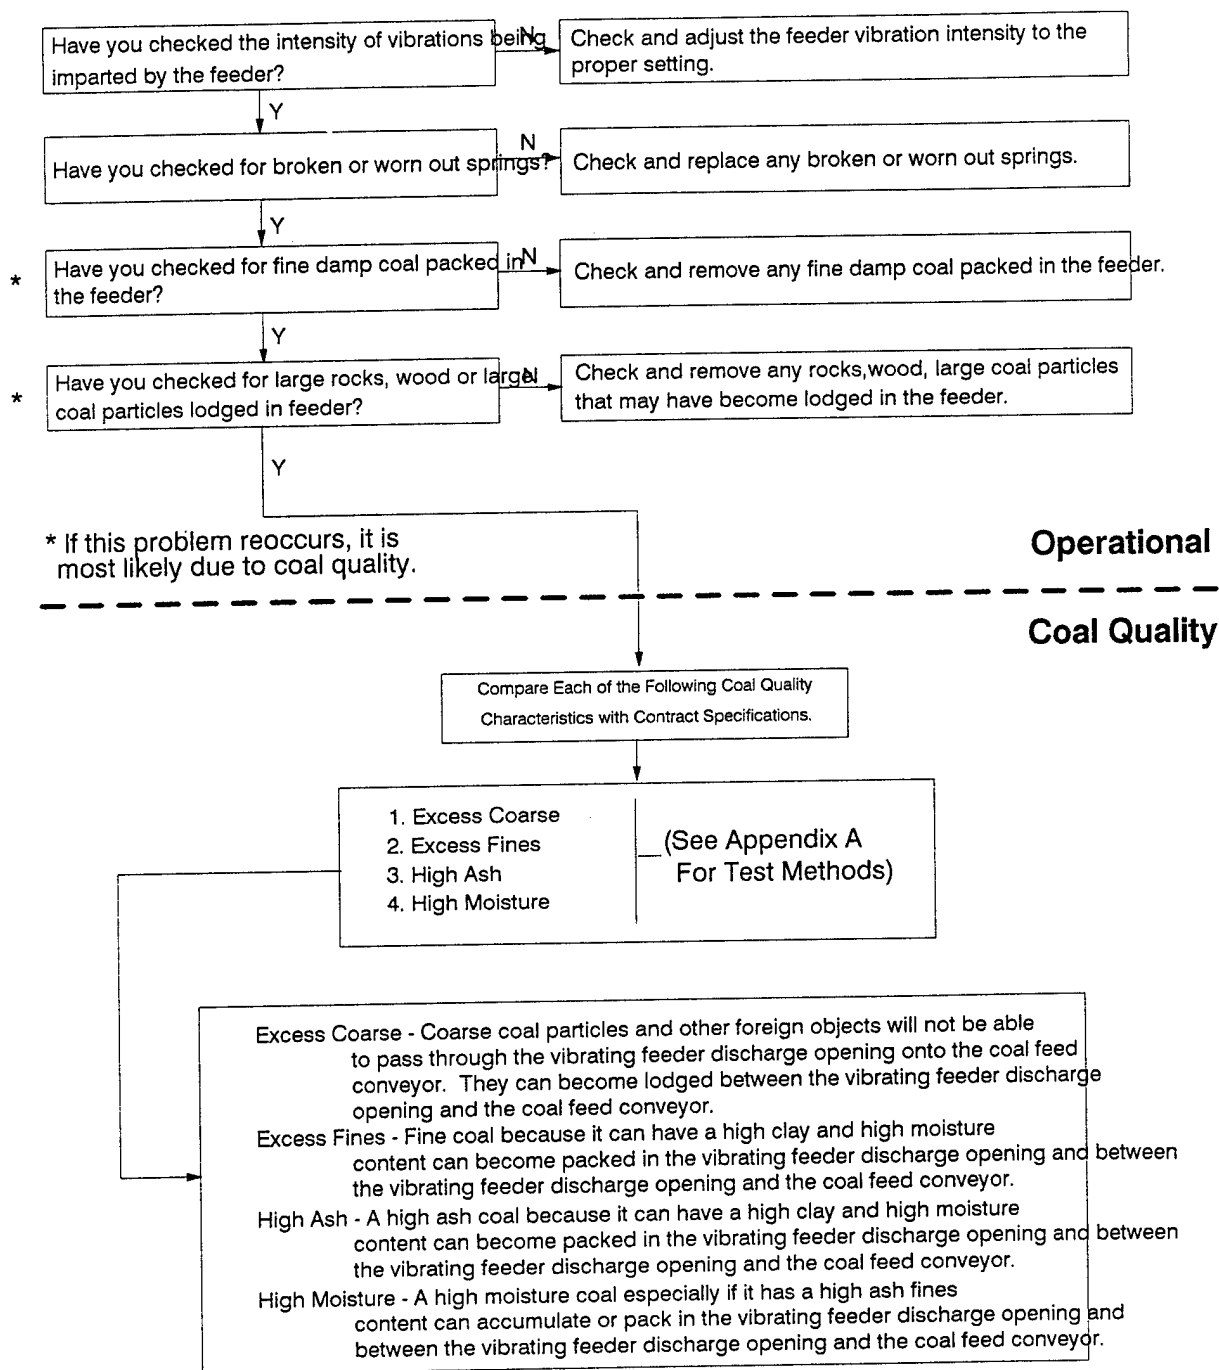 Have you checked the intensity of vibrations being
imparted by the feeder?
N
Check and adjust the feeder vibration intensity to the
proper setting.
Y
Have you checked for broken or worn out springs?
N
Check and replace any broken or worn out springs.
Y
*
Have you checked for fine damp coal packed in
the feeder?
N
Check and remove any fine damp coal packed in the feeder.
Y
*
Have you checked for large rocks, wood or large
coal particles lodged in feeder?
N
Check and remove any rocks,wood, large coal particles
that may have become lodged in the feeder.
Y
* If this problem reoccurs, it is
most likely due to coal quality.
Operational
Coal Quality
Compare Each of the Following Coal Quality
Characteristics with Contract Specifications.
1. Excess Coarse
2. Excess Fines
3. High Ash
4. High Moisture
(See Appendix A
For Test Methods)
Excess Coarse - Coarse coal particles and other foreign objects will not be able
to pass through the vibrating feeder discharge opening onto the coal feed
conveyor. They can become lodged between the vibrating feeder discharge
opening and the coal feed conveyor.
Excess Fines - Fine coal because it can have a high clay and high moisture
content can become packed in the vibrating feeder discharge opening and between
the vibrating feeder discharge opening and the coal feed conveyor.
High Ash - A high ash coal because it can have a high clay and high moisture
content can become packed in the vibrating feeder discharge opening and between
the vibrating feeder discharge opening and the coal feed conveyor.
High Moisture - A high moisture coal especially if it has a high ash fines
content can accumulate or pack in the vibrating feeder discharge opening and
between the vibrating feeder discharge opening and the coal feed conveyor.